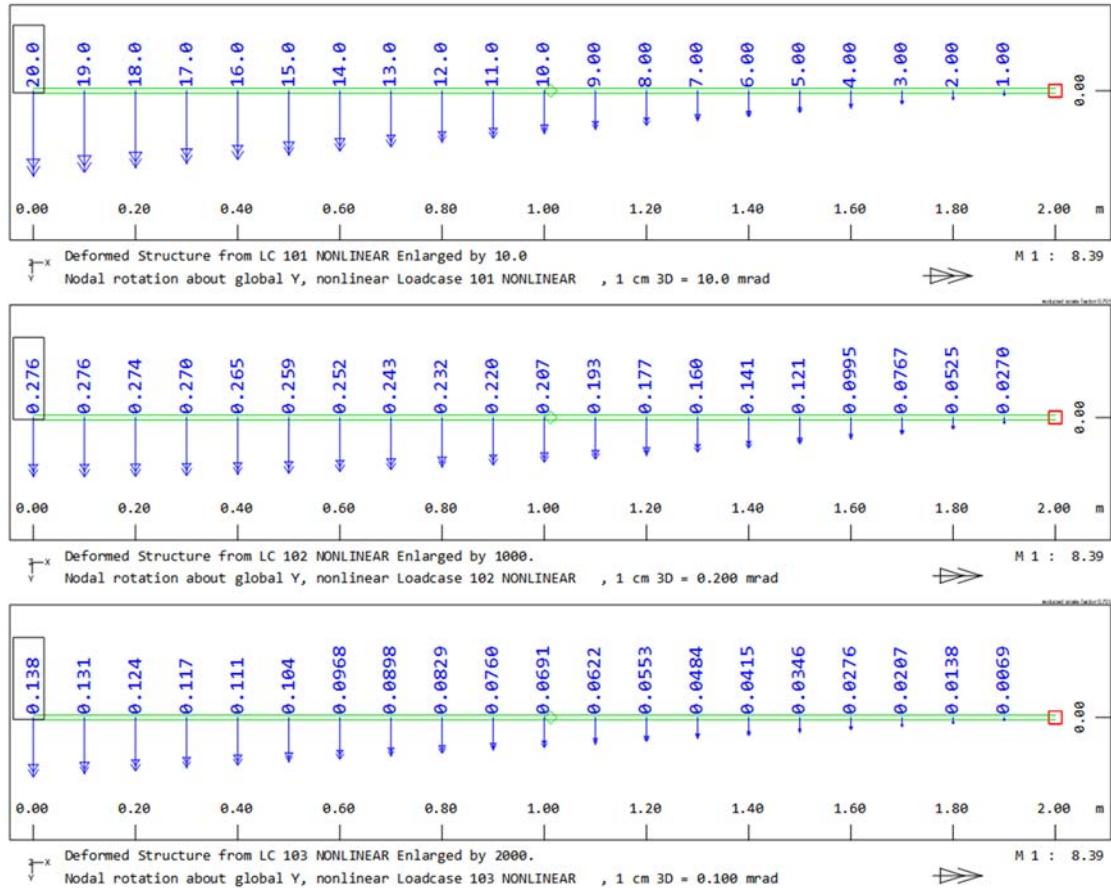 20.0 19.0 18.0 17.0 16.0 15.0 14.0 13.0 12.0 11.0 10.0 9.00 8.00 7.00 6.00 5.00 4.00 3.00 2.00 1.00 0.00
0.00 0.20 0.40 0.60 0.80 1.00 1.20 1.40 1.60 1.80 2.00 m
Z X Deformed Structure from LC 101 NONLINEAR Enlarged by 10.0 M 1 : 8.39
Y Nodal rotation about global Y, nonlinear Loadcase 101 NONLINEAR , 1 cm 3D = 10.0 mrad
0.276 0.276 0.274 0.270 0.265 0.259 0.252 0.243 0.232 0.220 0.207 0.193 0.177 0.160 0.141 0.121 0.0995 0.0767 0.0525 0.0270 0.00
0.00 0.20 0.40 0.60 0.80 1.00 1.20 1.40 1.60 1.80 2.00 m
Z X Deformed Structure from LC 102 NONLINEAR Enlarged by 1000. M 1 : 8.39
Y Nodal rotation about global Y, nonlinear Loadcase 102 NONLINEAR , 1 cm 3D = 0.200 mrad
0.138 0.131 0.124 0.117 0.111 0.104 0.0968 0.0898 0.0829 0.0760 0.0691 0.0622 0.0553 0.0484 0.0415 0.0346 0.0276 0.0207 0.0138 0.0069 0.00
0.00 0.20 0.40 0.60 0.80 1.00 1.20 1.40 1.60 1.80 2.00 m
Z X Deformed Structure from LC 103 NONLINEAR Enlarged by 2000. M 1 : 8.39
Y Nodal rotation about global Y, nonlinear Loadcase 103 NONLINEAR , 1 cm 3D = 0.100 mrad